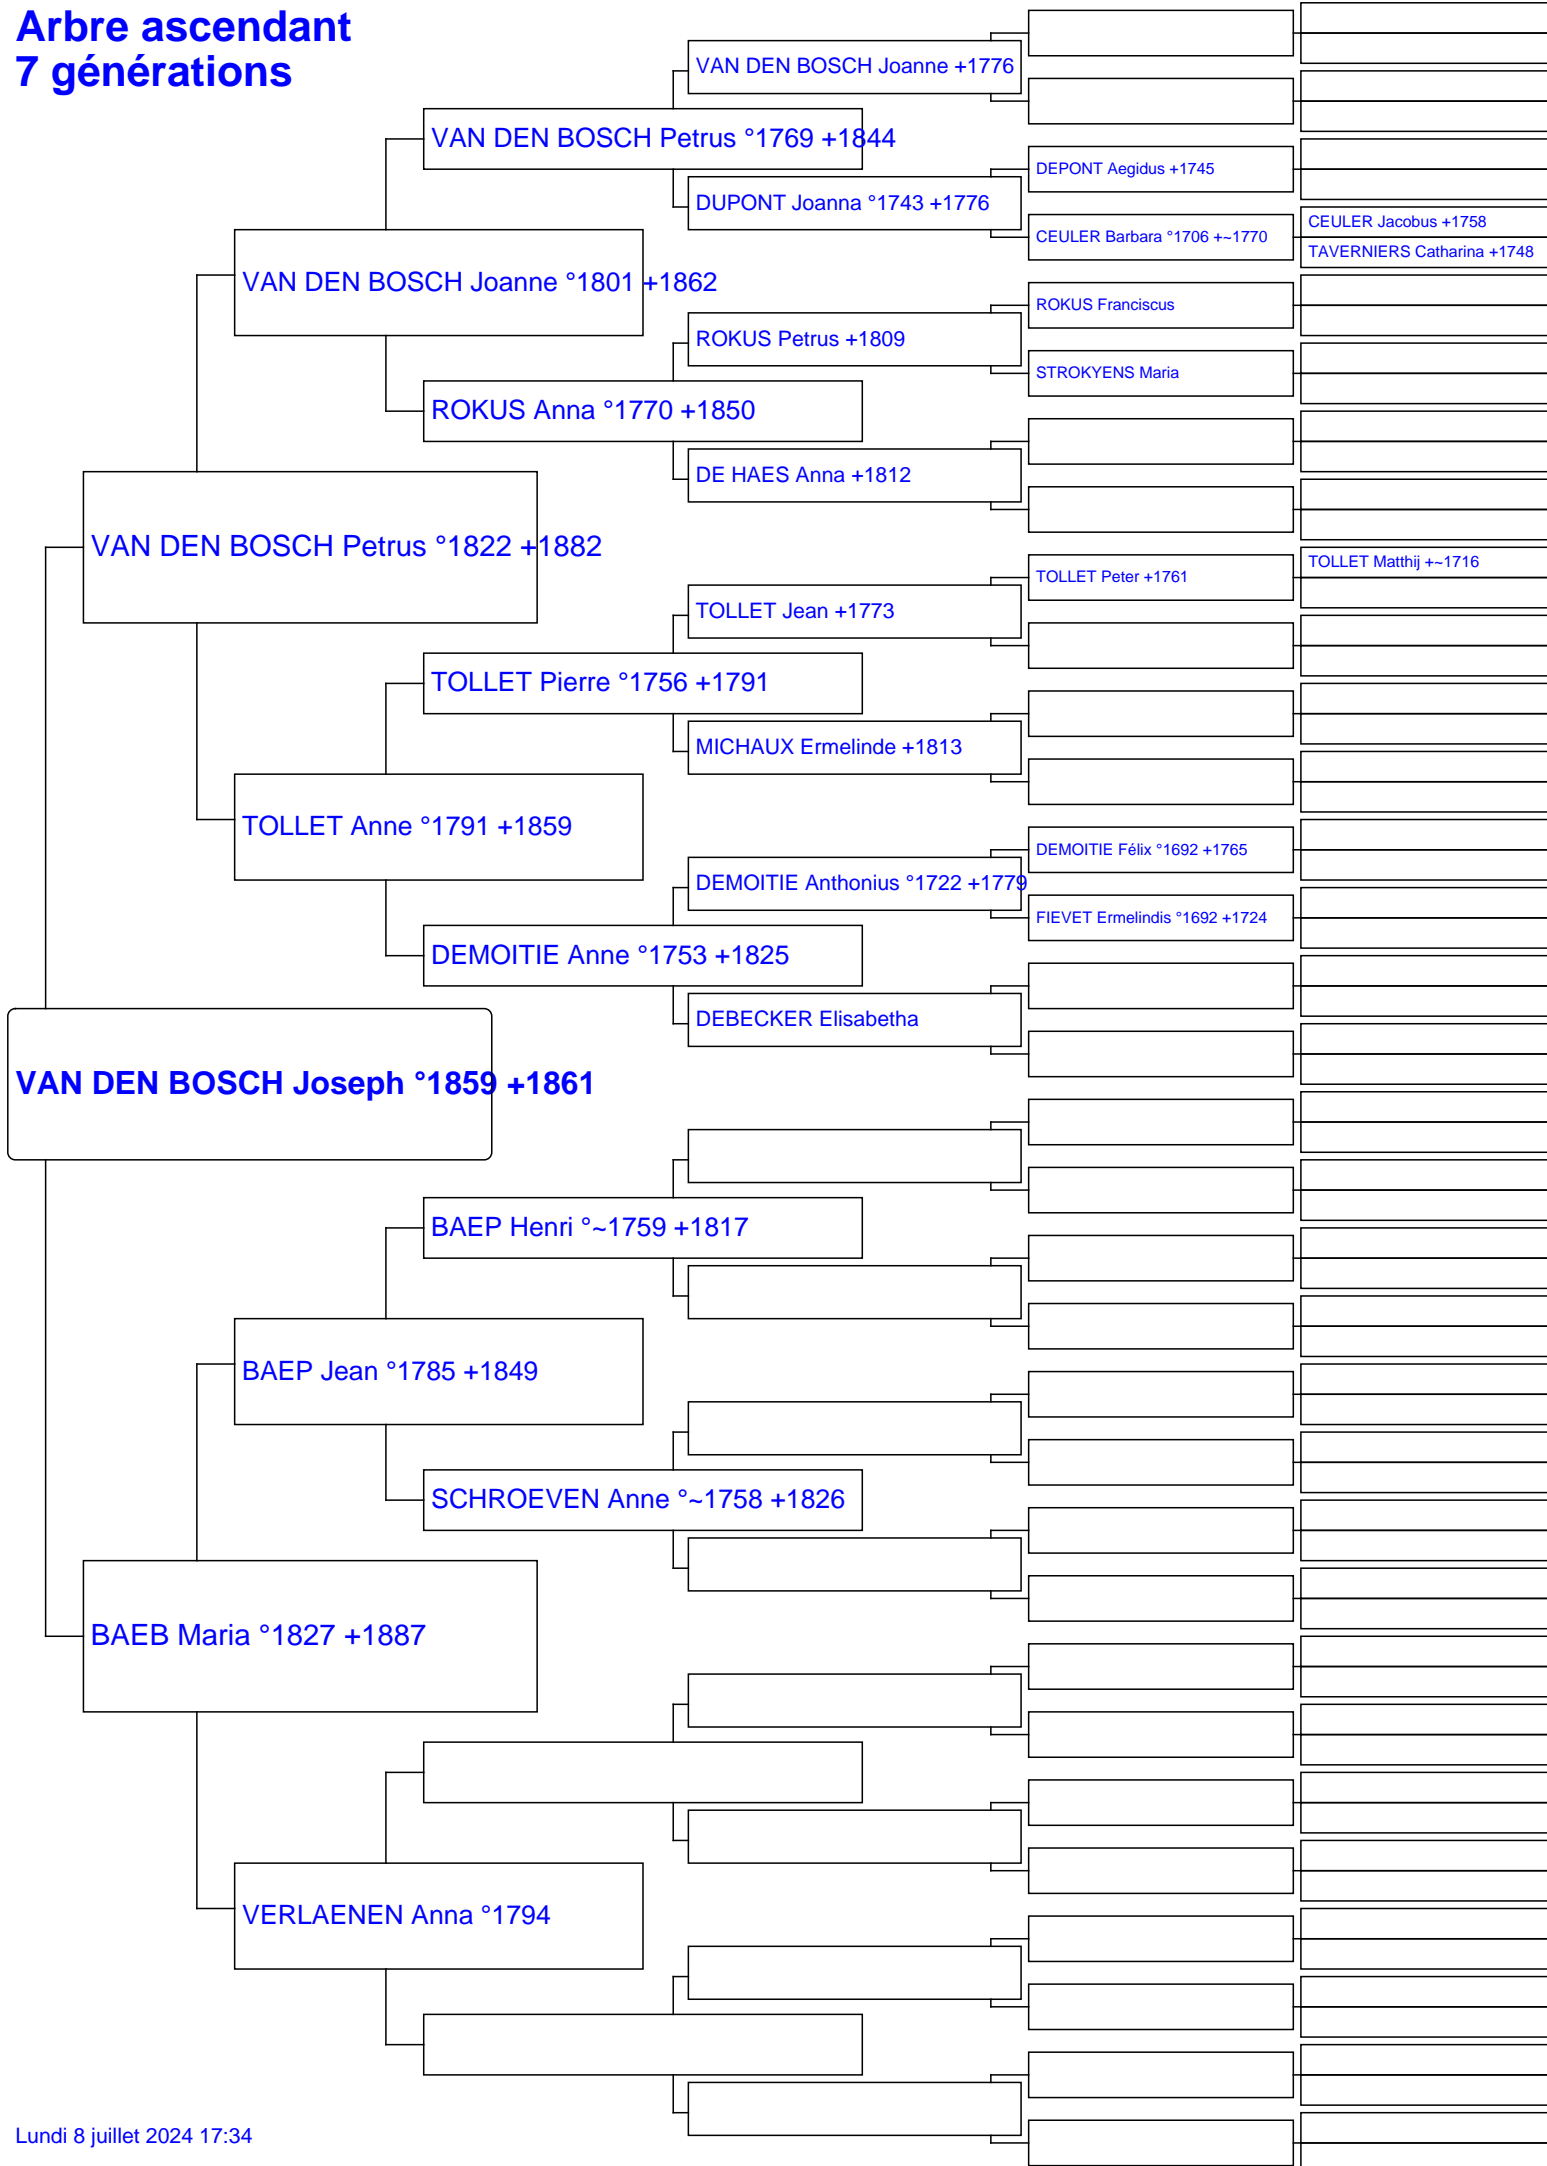 Arbre ascendant
7 générations
VAN DEN BOSCH Joanne +1776
VAN DEN BOSCH Petrus °1769 +1844
DEPONT Aegidus +1745
DUPONT Joanna °1743 +1776
CEULER Jacobus +1758
CEULER Barbara °1706 +~1770
TAVERNIERS Catharina +1748
VAN DEN BOSCH Joanne °1801 +1862
ROKUS Franciscus
ROKUS Petrus +1809
STROKYENS Maria
ROKUS Anna °1770 +1850
DE HAES Anna +1812
VAN DEN BOSCH Petrus °1822 +1882
TOLLET Matthij +~1716
TOLLET Peter +1761
TOLLET Jean +1773
TOLLET Pierre °1756 +1791
MICHAUX Ermelinde +1813
TOLLET Anne °1791 +1859
DEMOITIE Félix °1692 +1765
DEMOITIE Anthonius °1722 +1779
FIEVET Ermelindis °1692 +1724
DEMOITIE Anne °1753 +1825
DEBECKER Elisabetha
VAN DEN BOSCH Joseph °1859 +1861
BAEP Henri °~1759 +1817
BAEP Jean °1785 +1849
SCHROEVEN Anne °~1758 +1826
BAEB Maria °1827 +1887
VERLAENEN Anna °1794
Lundi 8 juillet 2024 17:34